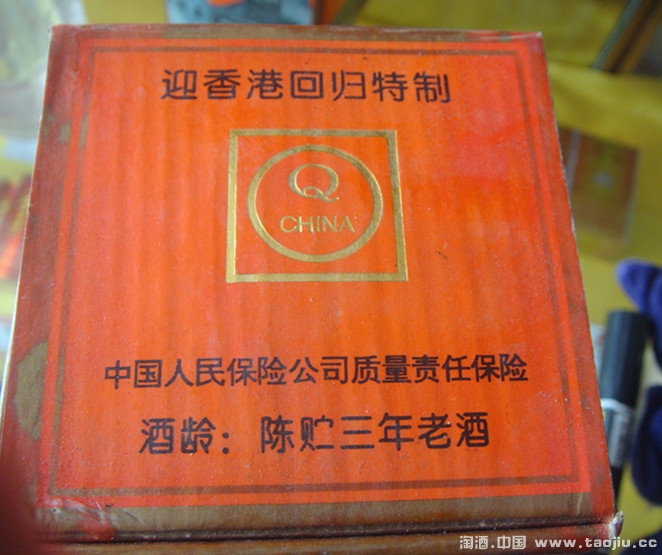 迎香港回归特制
Q
CHINA
中国人民保险公司质量责任保险
酒龄：陈贮三年老酒
淘酒.中国 www.taojiu.cc